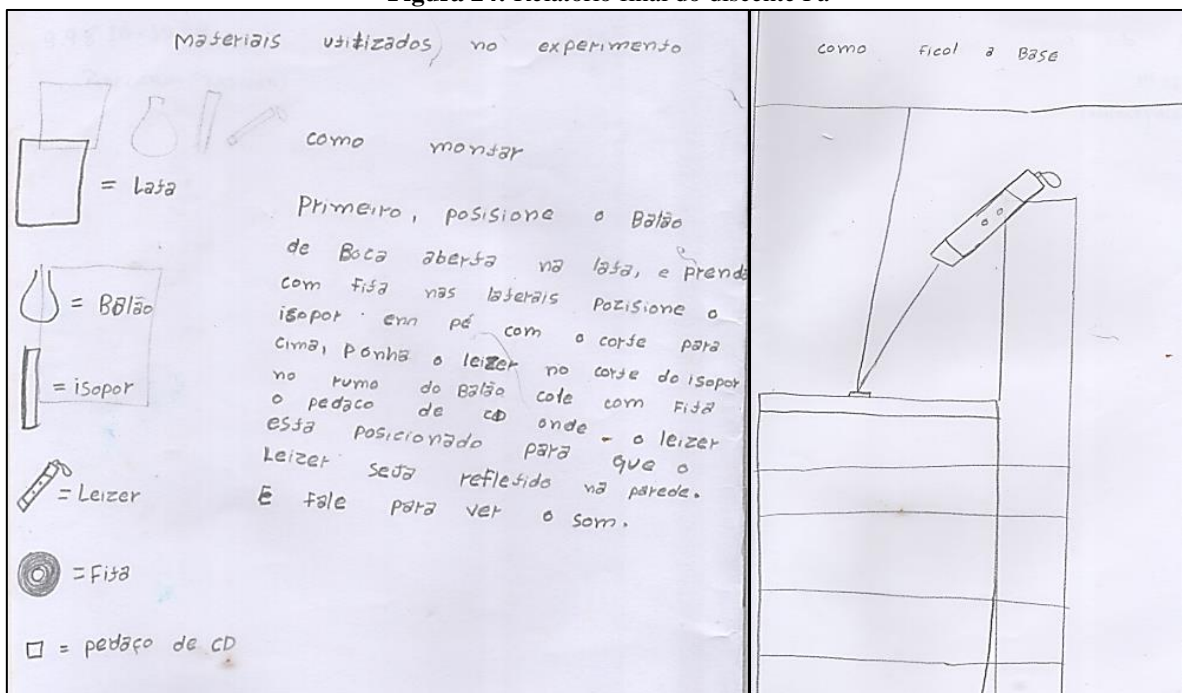 Materiais utilizados no experimento
= Lata
= Balão
= isopor
= Leizer
= Fita
= pedaço de CD
como montar
Primeiro, posisione o Balão
de Boca aberta na lata, e prenda
com Fita nas laterais Pozisione o
isopor em pé com o corte para
cima, Ponha o leizer no corte do isopor
no rumo do Balão cole com Fita
o pedaco de CD onde o leizer
esta posicionado para que o
Leizer seja refletido na parede.
E fale para ver o som.
como ficol a Base